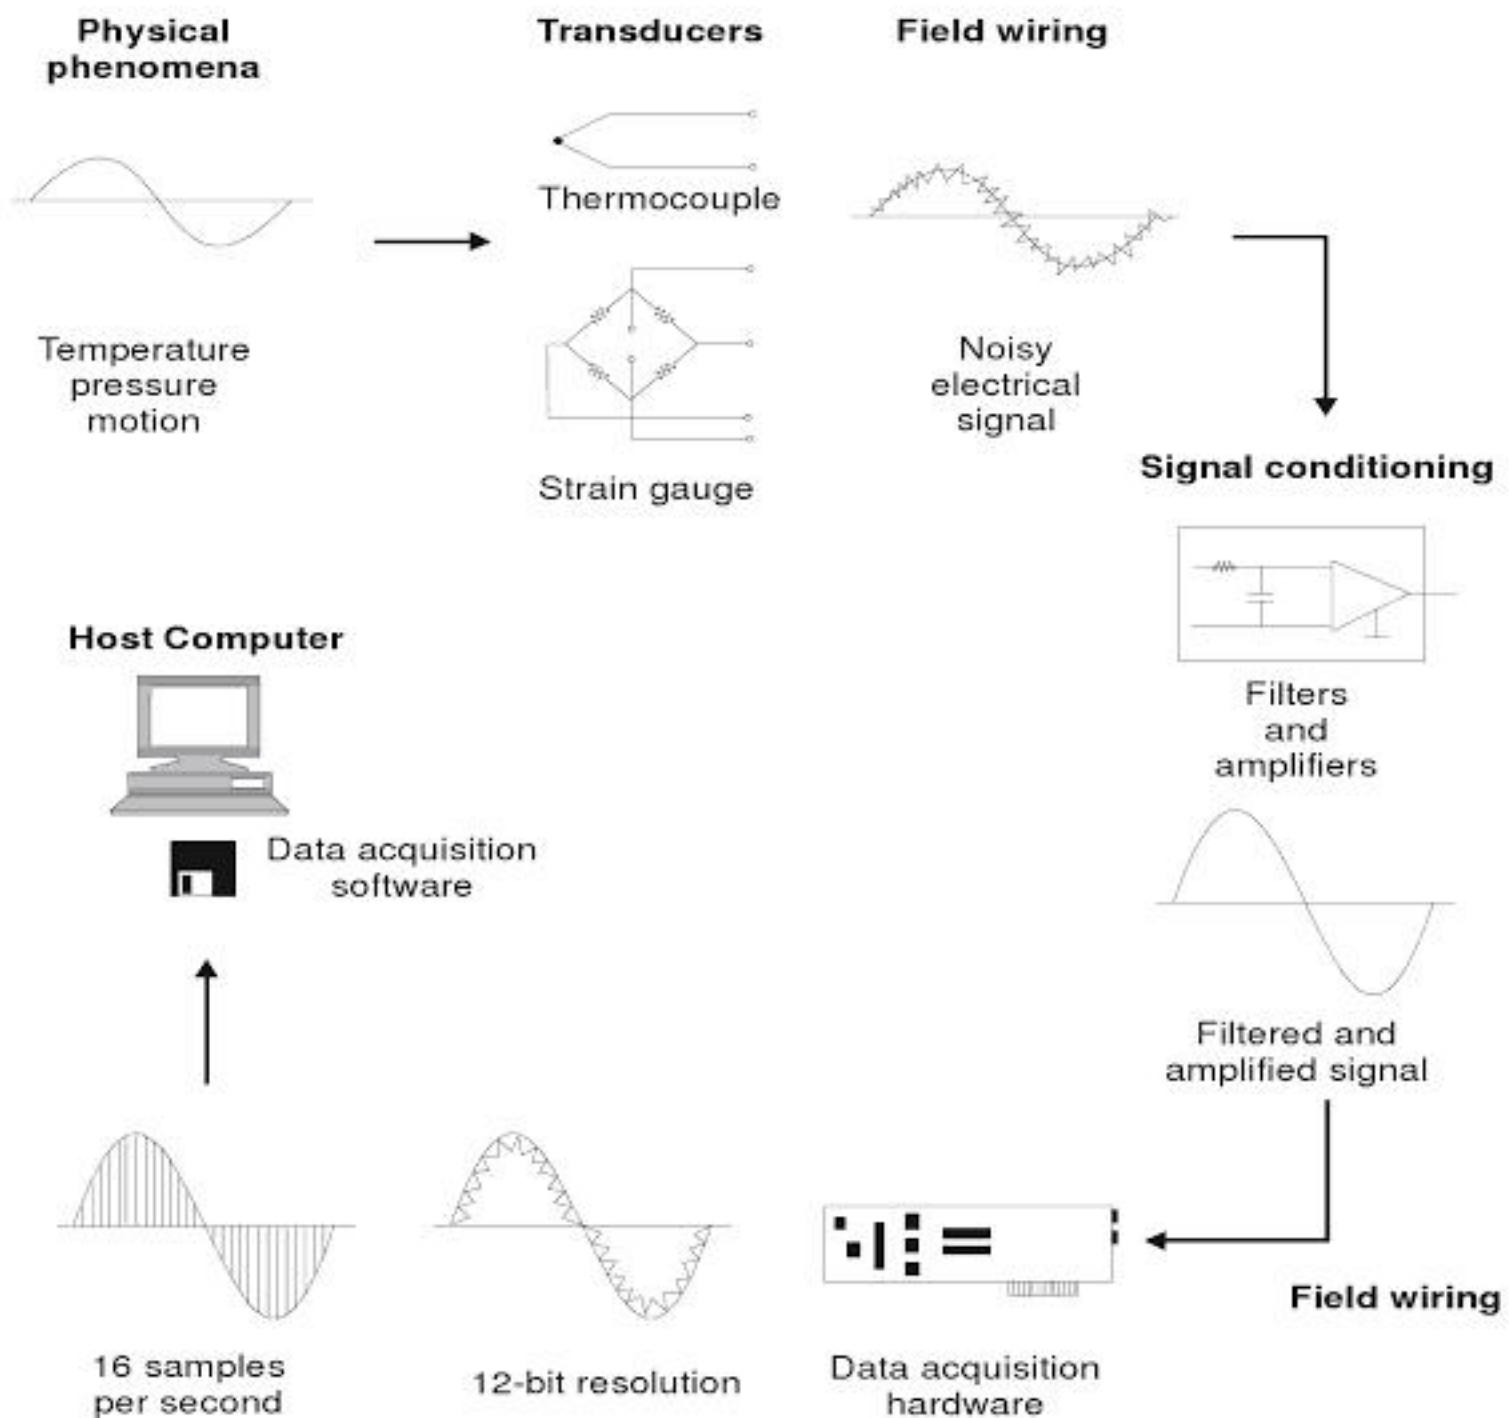 Physical
phenomena
Transducers
Field wiring
Thermocouple
Temperature
pressure
motion
Noisy
electrical
signal
Strain gauge
Signal conditioning
Filters
and
amplifiers
Filtered and
amplified signal
Field wiring
Data acquisition
hardware
12-bit resolution
16 samples
per second
Host Computer
Data acquisition
software